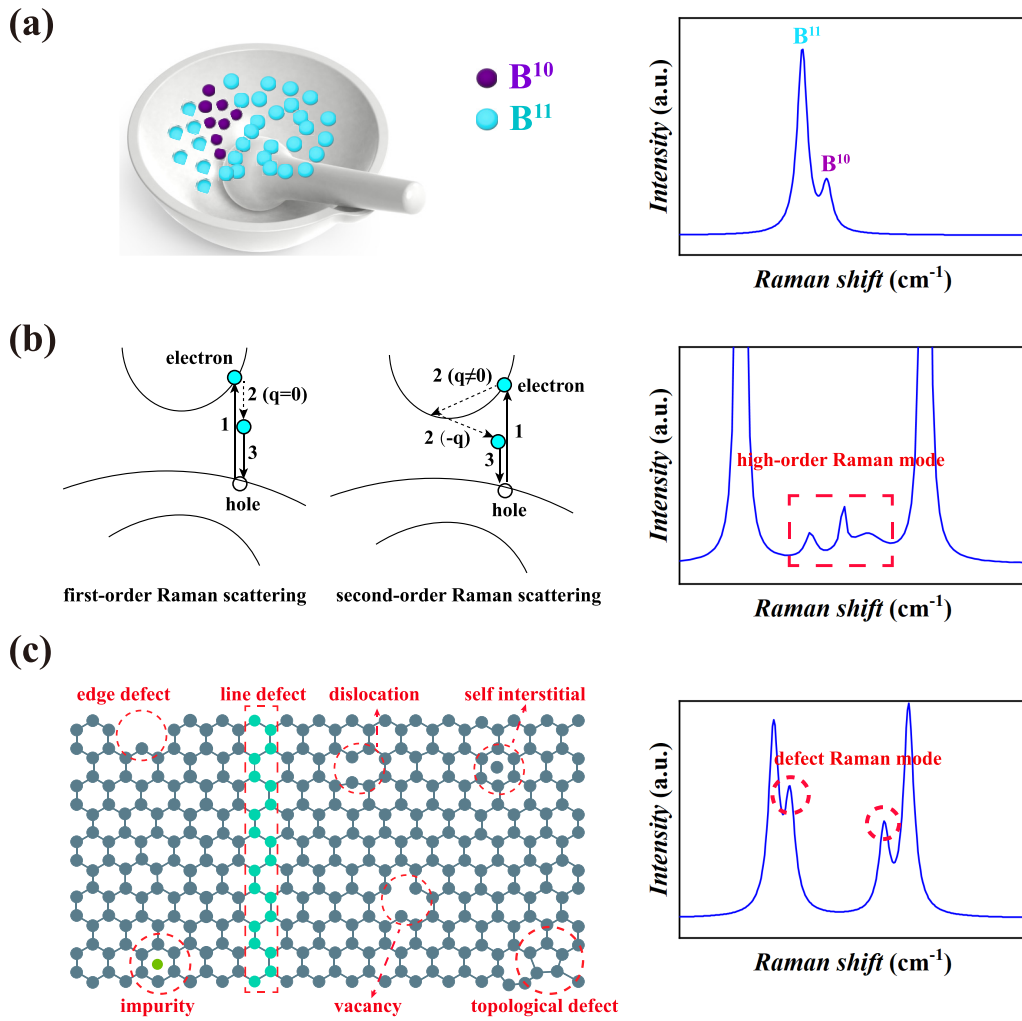 (a)
B¹⁰
B¹¹
B¹¹
B¹⁰
Intensity (a.u.)
Raman shift (cm⁻¹)
(b)
electron
2 (q=0)
1
3
hole
first-order Raman scattering
2 (q≠0)
electron
2 (-q)
1
3
hole
second-order Raman scattering
high-order Raman mode
Intensity (a.u.)
Raman shift (cm⁻¹)
(c)
edge defect
line defect
dislocation
self interstitial
impurity
vacancy
topological defect
defect Raman mode
Intensity (a.u.)
Raman shift (cm⁻¹)